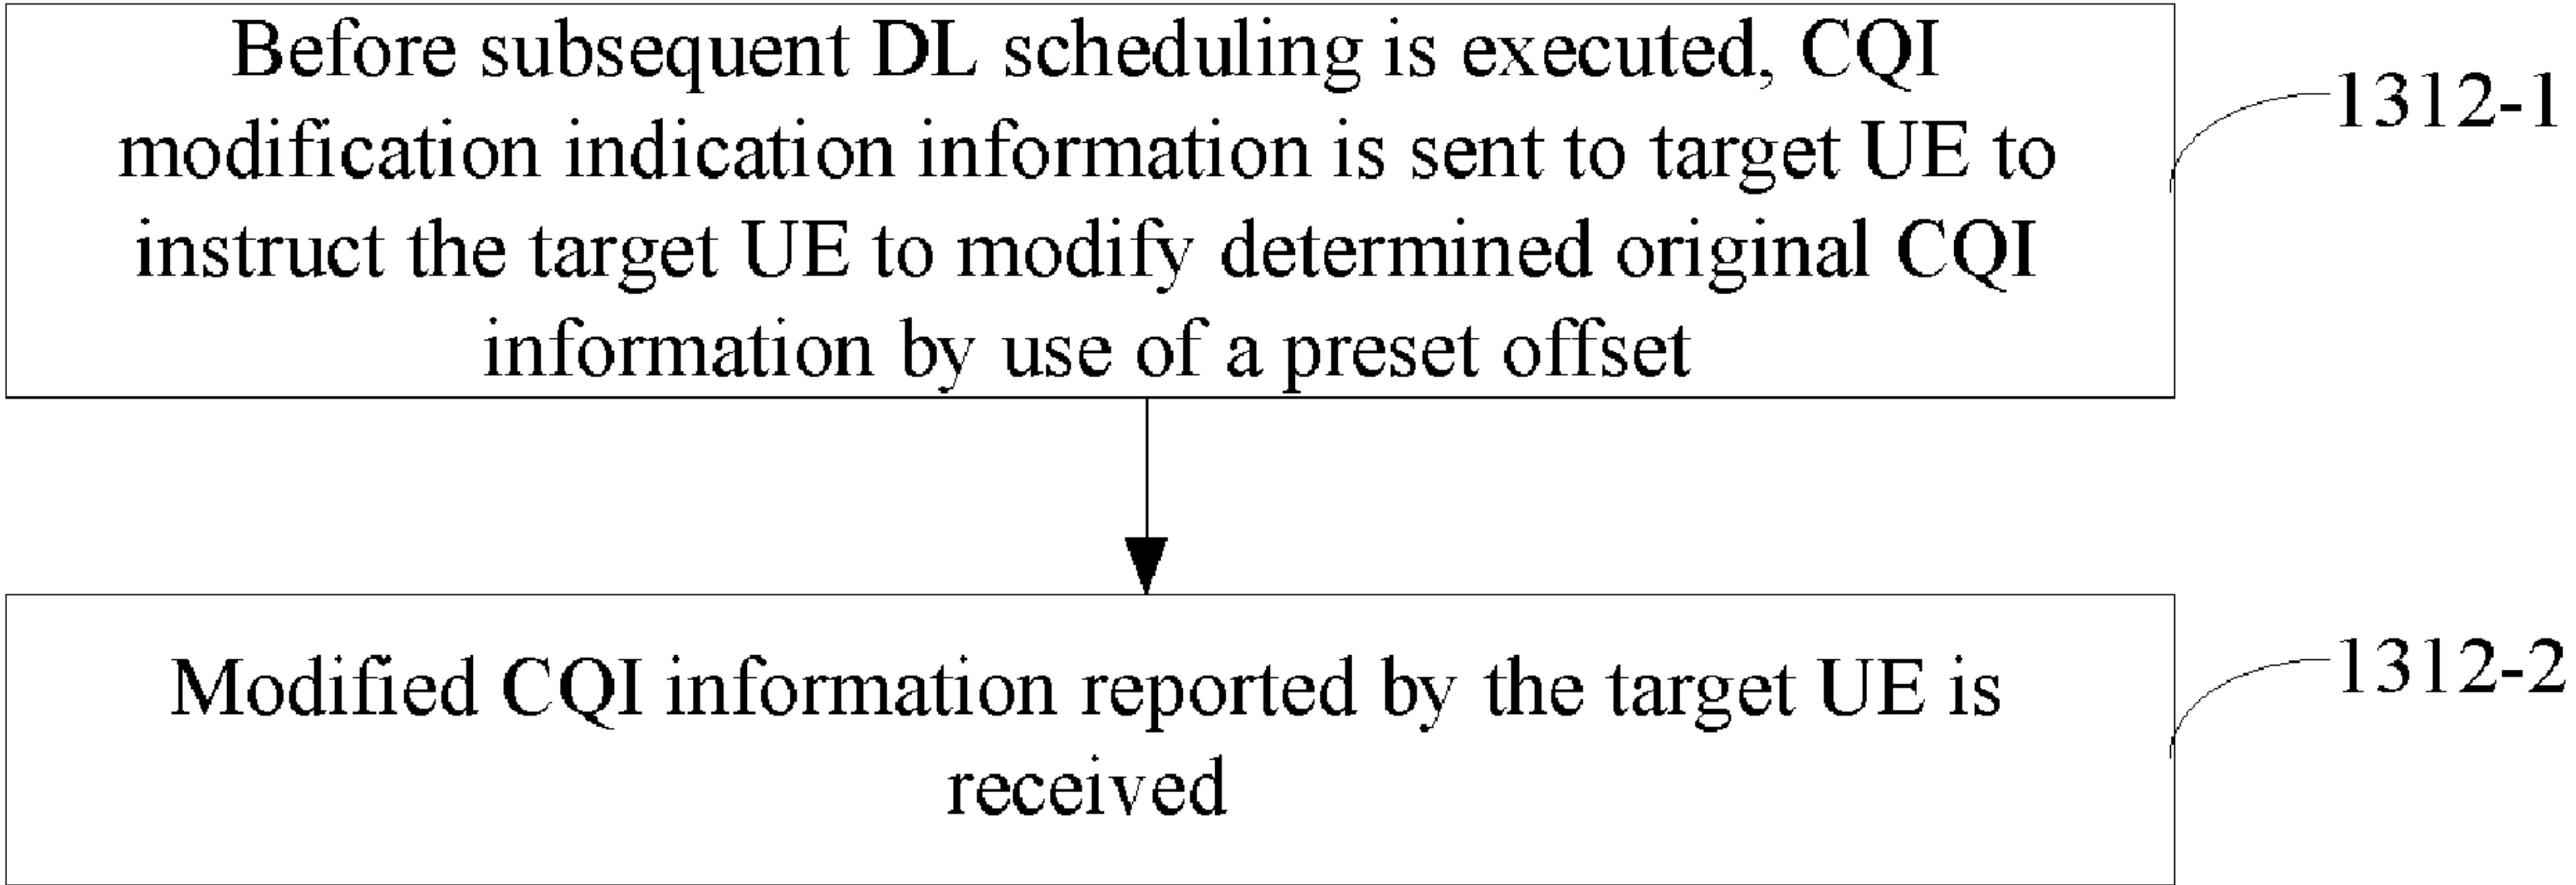 Before subsequent DL scheduling is executed, CQI
modification indication information is sent to target UE to
instruct the target UE to modify determined original CQI
information by use of a preset offset
1312-1
Modified CQI information reported by the target UE is
received
1312-2